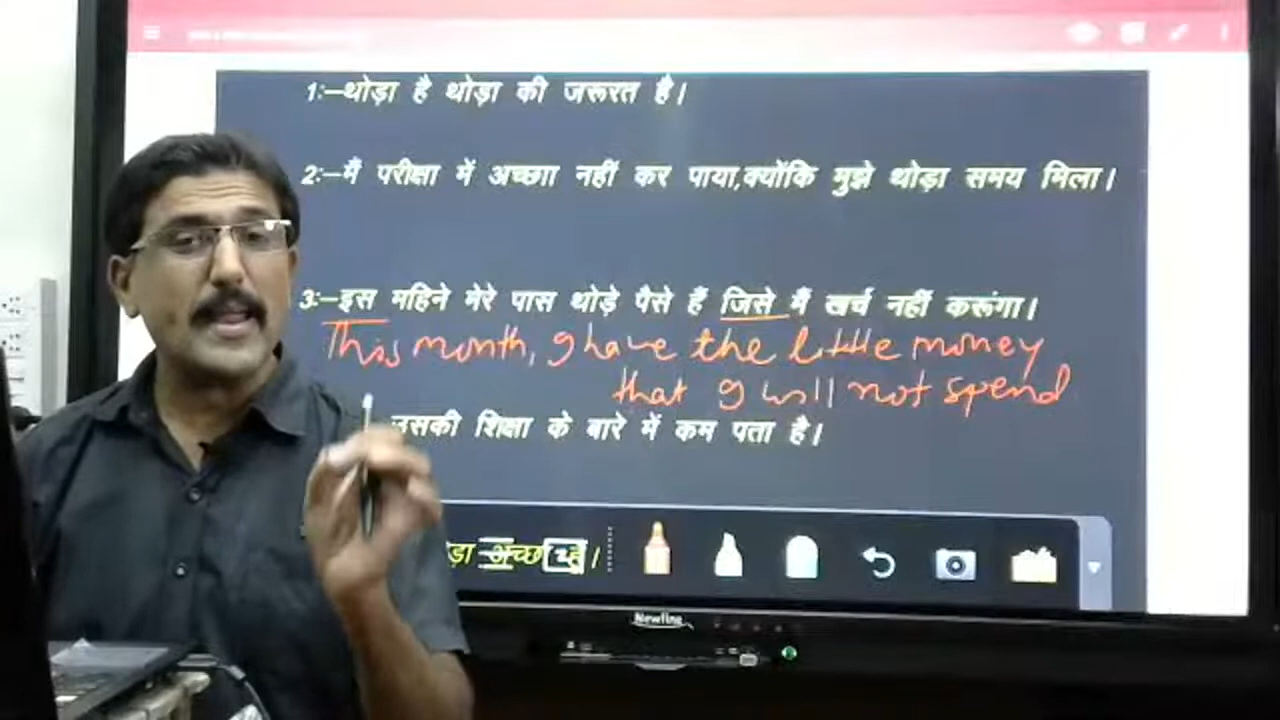 1:–थोड़ा है थोड़ा की जरूरत है।
2:–मैं परीक्षा में अच्छाा नहीं कर पाया,क्योंकि मुझे थोड़ा समय मिला।
3:–इस महिने मेरे पास थोड़े पैसे हैं जिसे मैं खर्च नहीं करूंगा।
This month, I have the little money
that I will not spend
उसकी शिक्षा के बारे में कम पता है।
ड़ा अच्छा है।
Newline